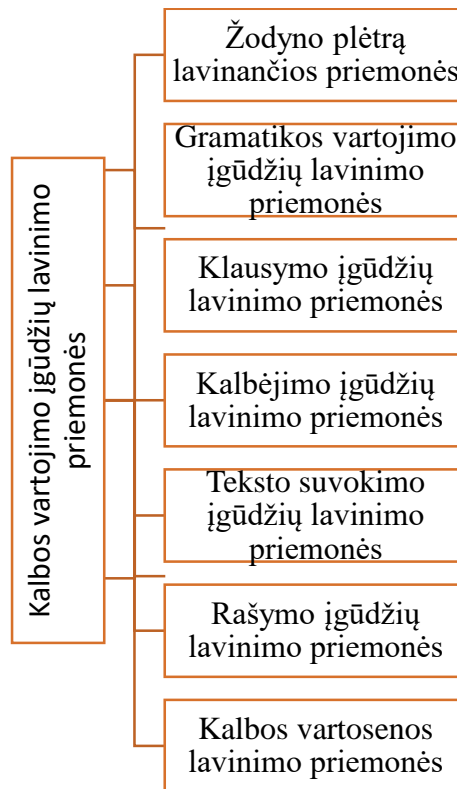 Kalbos vartojimo įgūdžių lavinimo
priemonės
Žodyno plėtrą
lavinančios priemonės
Gramatikos vartojimo
įgūdžių lavinimo
priemonės
Klausymo įgūdžių
lavinimo priemonės
Kalbėjimo įgūdžių
lavinimo priemonės
Teksto suvokimo
įgūdžių lavinimo
priemonės
Rašymo įgūdžių
lavinimo priemonės
Kalbos vartosenos
lavinimo priemonės